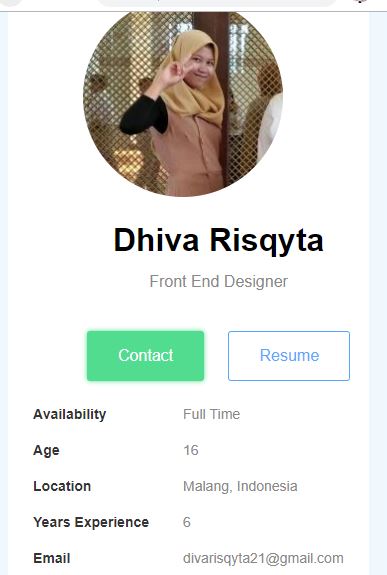 Dhiva Risqyta
Front End Designer
Contact Resume
Availability Full Time
Age 16
Location Malang, Indonesia
Years Experience 6
Email divarisqyta21@gmail.com